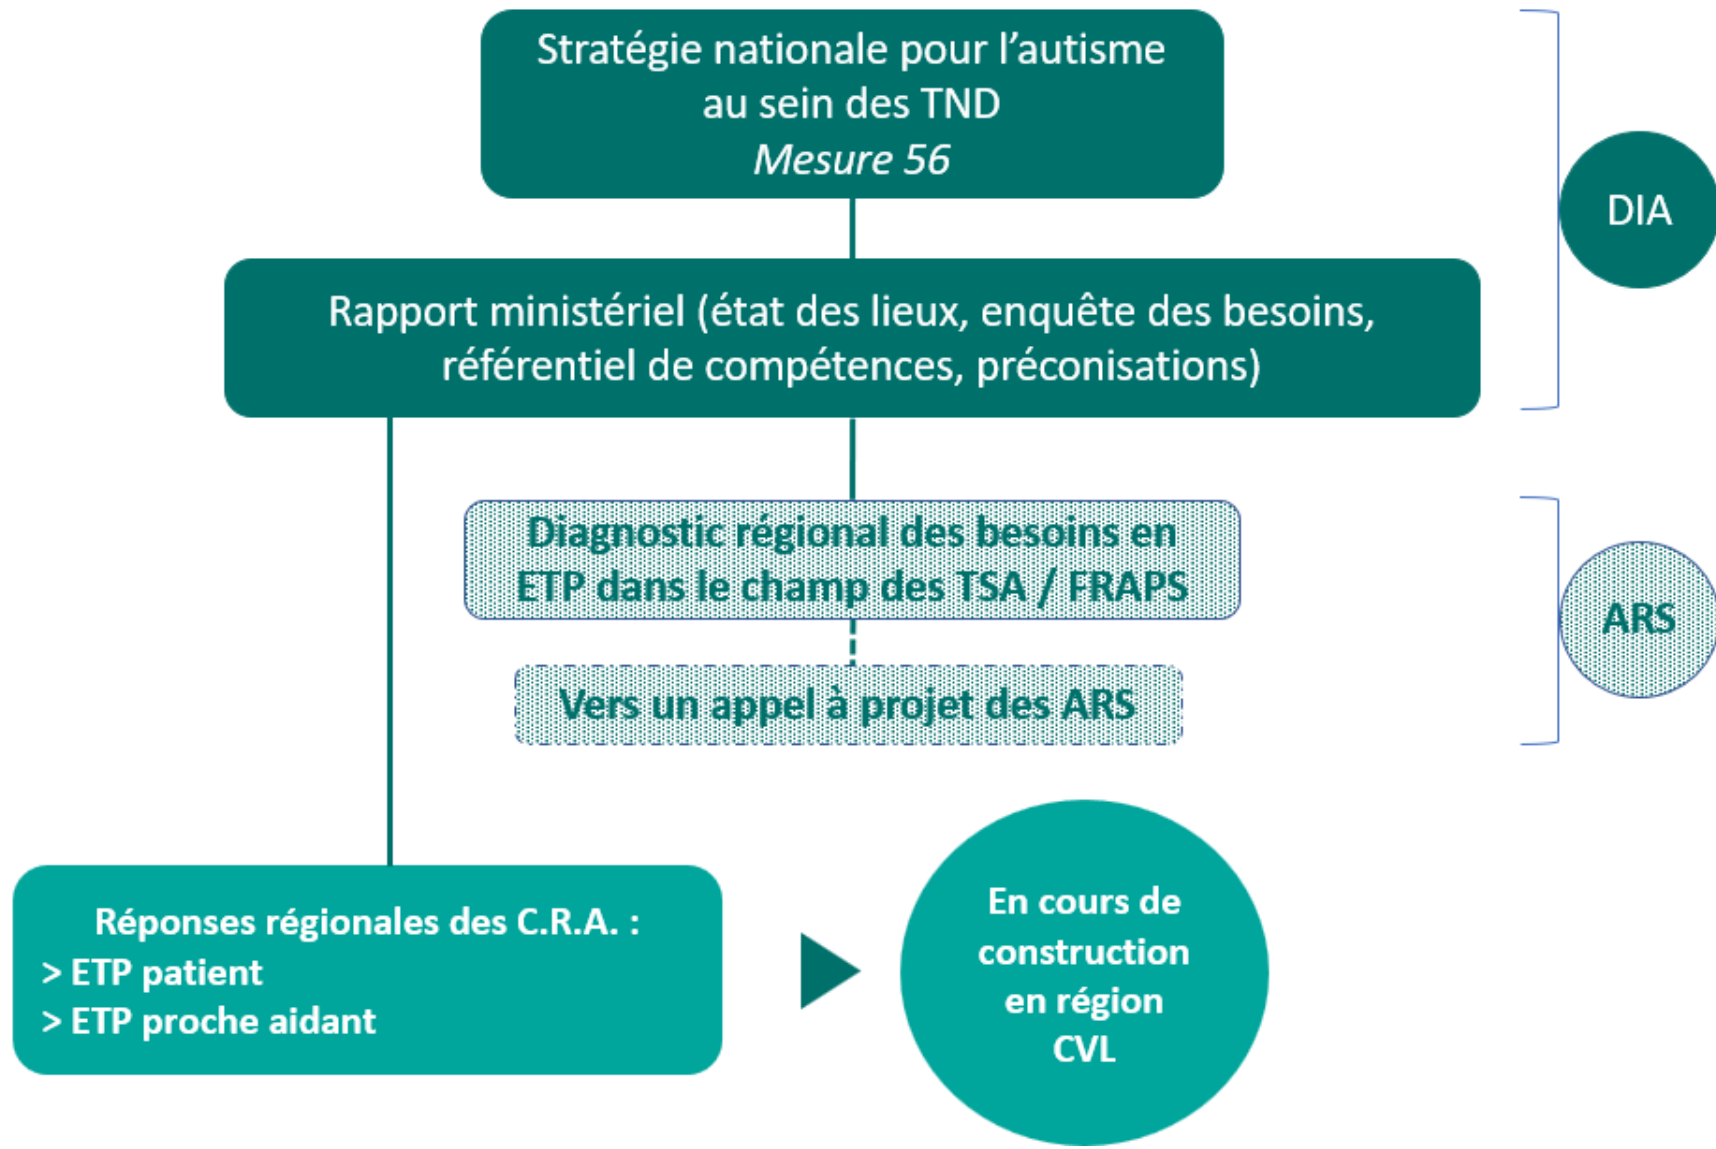 Stratégie nationale pour l’autisme
au sein des TND
Mesure 56
DIA
Rapport ministériel (état des lieux, enquête des besoins,
référentiel de compétences, préconisations)
Diagnostic régional des besoins en
ETP dans le champ des TSA / FRAPS
ARS
Vers un appel à projet des ARS
Réponses régionales des C.R.A. :
> ETP patient
> ETP proche aidant
En cours de
construction
en région
CVL